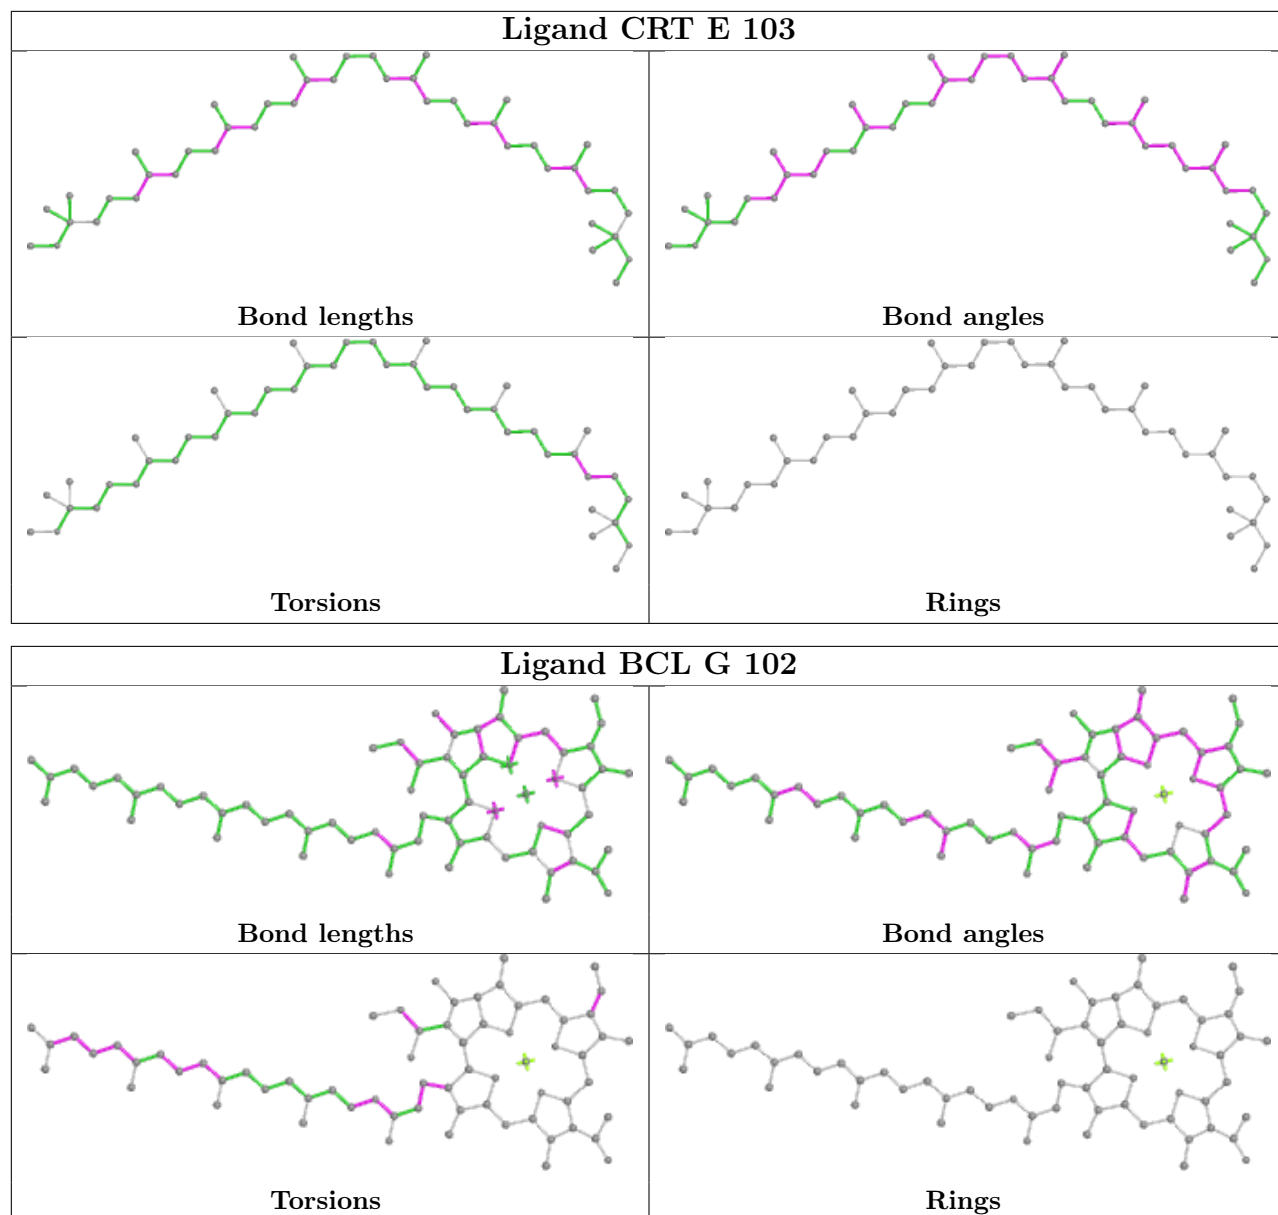 Ligand CRT E 103
Bond lengths
Bond angles
Torsions
Rings
Ligand BCL G 102
Bond lengths
Bond angles
Torsions
Rings